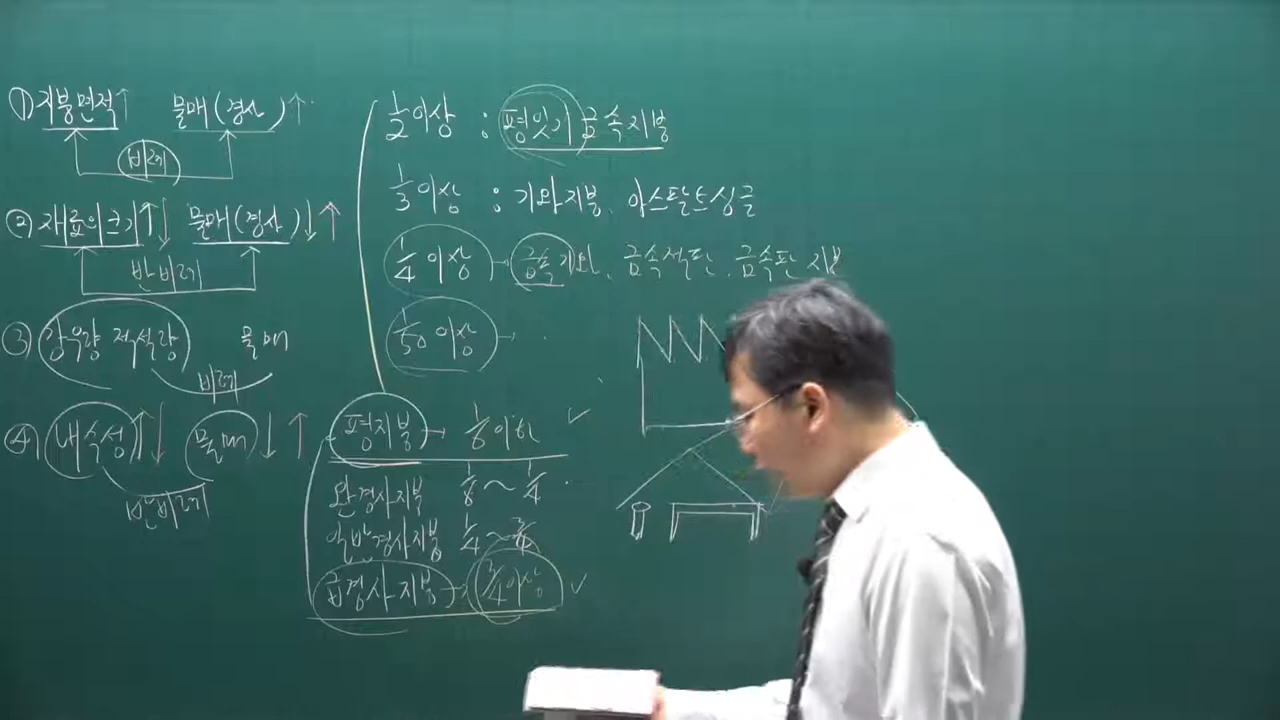 ① 지붕면적↑ 물매(경사)↑
비례
② 재료의크기↑↓ 물매(경사)↓↑
반비례
③ 강우량 적설량 물매
비례
④ 내속성↑↓ 물매↓↑
반비례
1/2이상 : 평잇기금속지붕
1/3이상 : 기와지붕, 아스팔트싱글
1/4이상 → 금속기와, 금속절판, 금속판지붕
1/50이상 →
평지붕 → 1/6이하 ✓
완경사지붕 1/6~1/4
일반경사지붕 1/4~3/4
급경사지붕 → 3/4이상 ✓